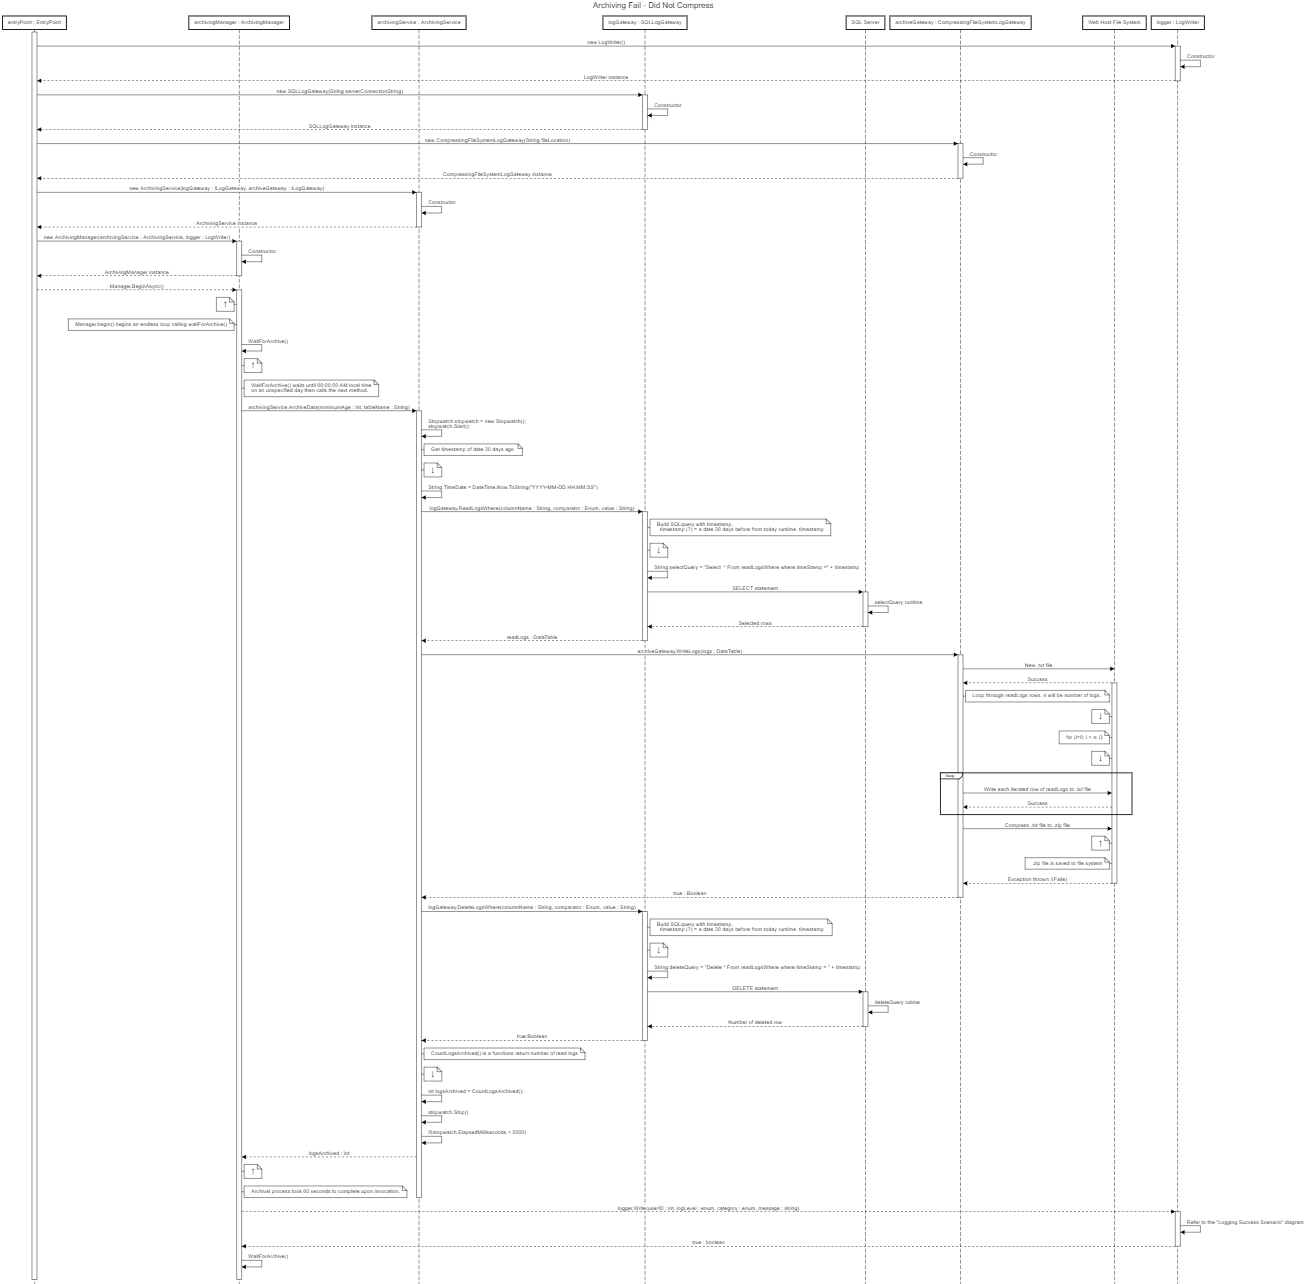 Archiving Fail - Did Not Compress
entryPoint : EntryPoint
archivingManager : ArchivingManager
archivingService : ArchivingService
logGateway : SQLLogGateway
SQL Server
archiveGateway : CompressingFileSystemLogGateway
Web Host File System
logger : LogWriter
new LogWriter()
Constructor
LogWriter instance
new SQLLogGateway(String serverConnectionString)
Constructor
SQLLogGateway instance
new CompressingFileSystemLogGateway(String fileLocation)
Constructor
CompressingFileSystemLogGateway instance
new ArchivingService(logGateway : ILogGateway, archiveGateway : ILogGateway)
Constructor
ArchivingService instance
new ArchivingManager(archivingService : ArchivingService, logger : LogWriter)
Constructor
ArchivingManager instance
Manager.BeginAsync()
↑
Manager.begin() begins an endless loop calling waitForArchive()
WaitForArchive()
↑
WaitForArchive() waits until 00:00:00 AM local time
on an unspecified day then calls the next method.
archivingService.ArchiveData(minimumAge : Int, tableName : String)
Stopwatch stopwatch = new Stopwatch();
stopwatch.Start();
Get timestamp of date 30 days ago
↓
String TimeDate = DateTime.Now.ToString("YYYY-MM-DD HH:MM:SS")
logGateway.ReadLogsWhere(columnName : String, comparator : Enum, value : String)
Build SQLquery with timestamp.
timestamp (?) = a date 30 days before from today runtime timestamp
↓
String selectQuery = "Select * From readLogsWhere where timeStamp =" + timestamp
SELECT statement
selectQuery runtime
Selected rows
readLogs : DataTable
archiveGateway.WriteLogs(logs : DataTable)
New .txt file
Success
Loop through readLogs rows. n will be number of logs.
↓
for (i=0; i < n; i)
↓
loop
Write each iterated row of readLogs to .txt file
Success
Compress .txt file to .zip file
↑
.zip file is saved to file system
Exception thrown /(Faile)
true : Boolean
logGateway.DeleteLogsWhere(columnName : String, comparator : Enum, value : String)
Build SQLquery with timestamp.
timestamp (?) = a date 30 days before from today runtime timestamp
↓
String deleteQuery = "Delete * From readLogsWhere where timeStamp = " + timestamp
DELETE statement
deleteQuery rutime
Number of deleted row
true:Boolean
CountLogsArchived() is a functions return number of read logs
↓
int logsArchived = CountLogsArchived();
stopwatch.Stop()
if(stopwatch.ElapsedMilliseconds >
logsArchived : int
↑
Archival process took 60 seconds to complete upon invocation.
logger.Write(userID : int, logLevel : enum, category : enum, message : string)
Refer to the "Logging Success Scenario" diagram
true : boolean
WaitForArchive()